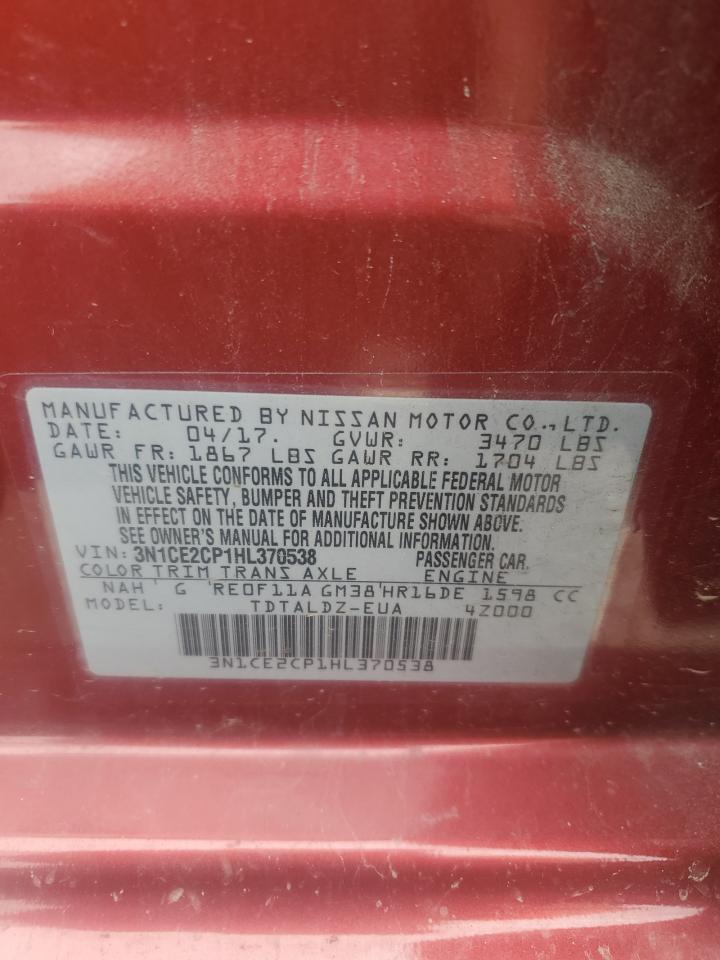 MANUFACTURED BY NISSAN MOTOR CO., LTD.
DATE: 04/17. GVWR: 3470 LBS
GAWR FR: 1867 LBS GAWR RR: 1704 LBS
THIS VEHICLE CONFORMS TO ALL APPLICABLE FEDERAL MOTOR
VEHICLE SAFETY, BUMPER AND THEFT PREVENTION STANDARDS
IN EFFECT ON THE DATE OF MANUFACTURE SHOWN ABOVE.
SEE OWNER'S MANUAL FOR ADDITIONAL INFORMATION.
VIN: 3N1CE2CP1HL370538 PASSENGER CAR.
COLOR TRIM TRANS AXLE ENGINE
NAH' G 'RE0F11A GM38'HR16DE 1598 CC
MODEL: TDTALDZ-EUA 4Z000
3N1CE2CP1HL370538